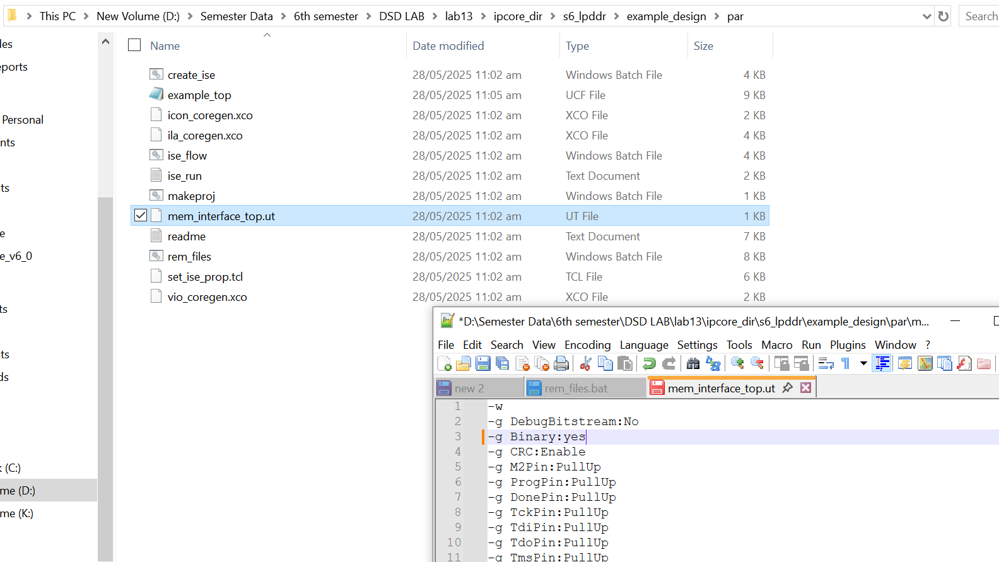 This PC > New Volume (D:) > Semester Data > 6th semester > DSD LAB > lab13 > ipcore_dir > s6_lpddr > example_design > par
Search
Name Date modified Type Size
create_ise 28/05/2025 11:02 am Windows Batch File 4 KB
example_top 28/05/2025 11:05 am UCF File 9 KB
icon_coregen.xco 28/05/2025 11:02 am XCO File 2 KB
ila_coregen.xco 28/05/2025 11:02 am XCO File 4 KB
ise_flow 28/05/2025 11:02 am Windows Batch File 4 KB
ise_run 28/05/2025 11:02 am Text Document 2 KB
makeproj 28/05/2025 11:02 am Windows Batch File 1 KB
mem_interface_top.ut 28/05/2025 11:02 am UT File 1 KB
readme 28/05/2025 11:02 am Text Document 7 KB
rem_files 28/05/2025 11:02 am Windows Batch File 8 KB
set_ise_prop.tcl 28/05/2025 11:02 am TCL File 6 KB
vio_coregen.xco 28/05/2025 11:02 am XCO File 2 KB
les
eports
Personal
nts
ts
e
e_v6_0
ts
ts
ds
k (C:)
me (D:)
me (K:)
*D:\Semester Data\6th semester\DSD LAB\lab13\ipcore_dir\s6_lpddr\example_design\par\m...
File Edit Search View Encoding Language Settings Tools Macro Run Plugins Window ?
new 2 rem_files.bat mem_interface_top.ut
1 -w
2 -g DebugBitstream:No
3 -g Binary:yes
4 -g CRC:Enable
5 -g M2Pin:PullUp
6 -g ProgPin:PullUp
7 -g DonePin:PullUp
8 -g TckPin:PullUp
9 -g TdiPin:PullUp
10 -g TdoPin:PullUp
11 -g TmsPin:PullUp